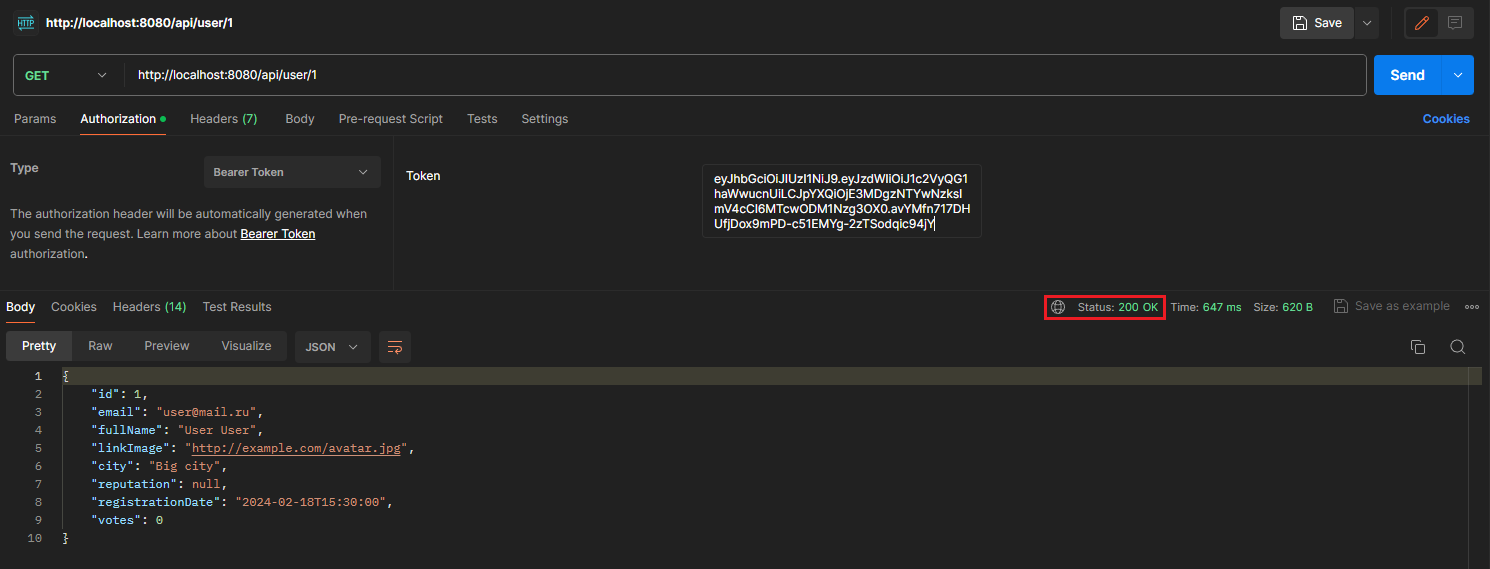 HTTP http://localhost:8080/api/user/1 Save
GET http://localhost:8080/api/user/1 Send
Params Authorization Headers (7) Body Pre-request Script Tests Settings Cookies
Type Bearer Token
The authorization header will be automatically generated when
you send the request. Learn more about Bearer Token
authorization.
Token
eyJhbGciOiJIUzI1NiJ9.eyJzdWIiOiJ1c2VyQG1
haWwucnUiLCJpYXQiOjE3MDgzNTYwNzksI
mV4cCI6MTcwODM1Nzg3OX0.avYMfn717DH
UfjDox9mPD-c51EMYg-2zTSodqic94jY
Body Cookies Headers (14) Test Results Status: 200 OK Time: 647 ms Size: 620 B Save as example
Pretty Raw Preview Visualize JSON
1 {
2 "id": 1,
3 "email": "user@mail.ru",
4 "fullName": "User User",
5 "linkImage": "http://example.com/avatar.jpg",
6 "city": "Big city",
7 "reputation": null,
8 "registrationDate": "2024-02-18T15:30:00",
9 "votes": 0
10 }